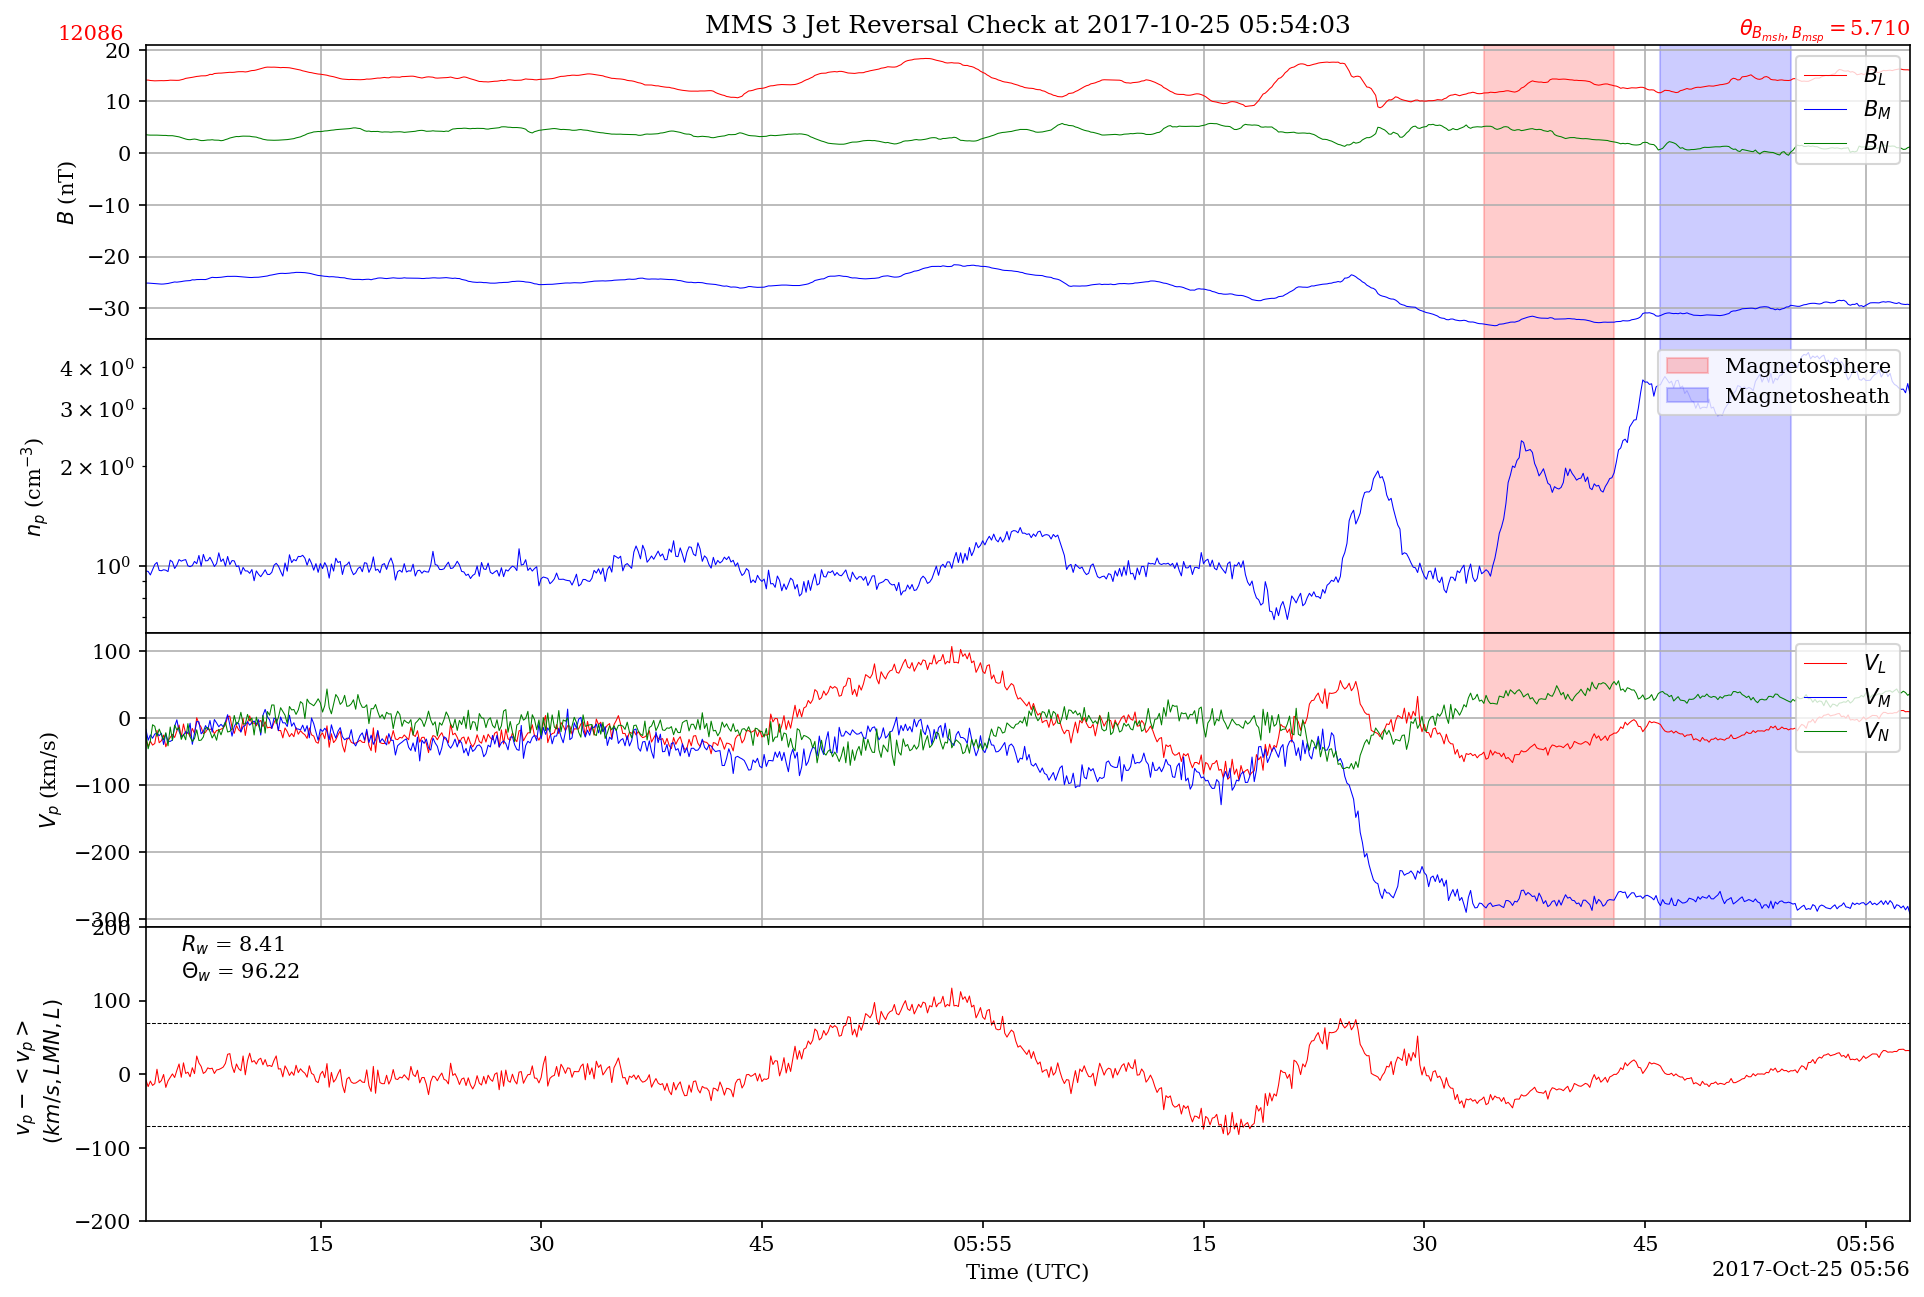 12086
MMS 3 Jet Reversal Check at 2017-10-25 05:54:03
θ_{B_{msh}, B_{msp}} = 5.710
20
10
0
−10
−20
−30
B (nT)
B_L
B_M
B_N
4 × 10⁰
3 × 10⁰
2 × 10⁰
10⁰
n_p (cm⁻³)
Magnetosphere
Magnetosheath
100
0
−100
−200
−300
V_p (km/s)
V_L
V_M
V_N
200
100
0
−100
−200
v_p − < v_p >
(km/s, LMN, L)
R_w = 8.41
Θ_w = 96.22
15 30 45 05:55 15 30 45 05:56
Time (UTC)
2017-Oct-25 05:56